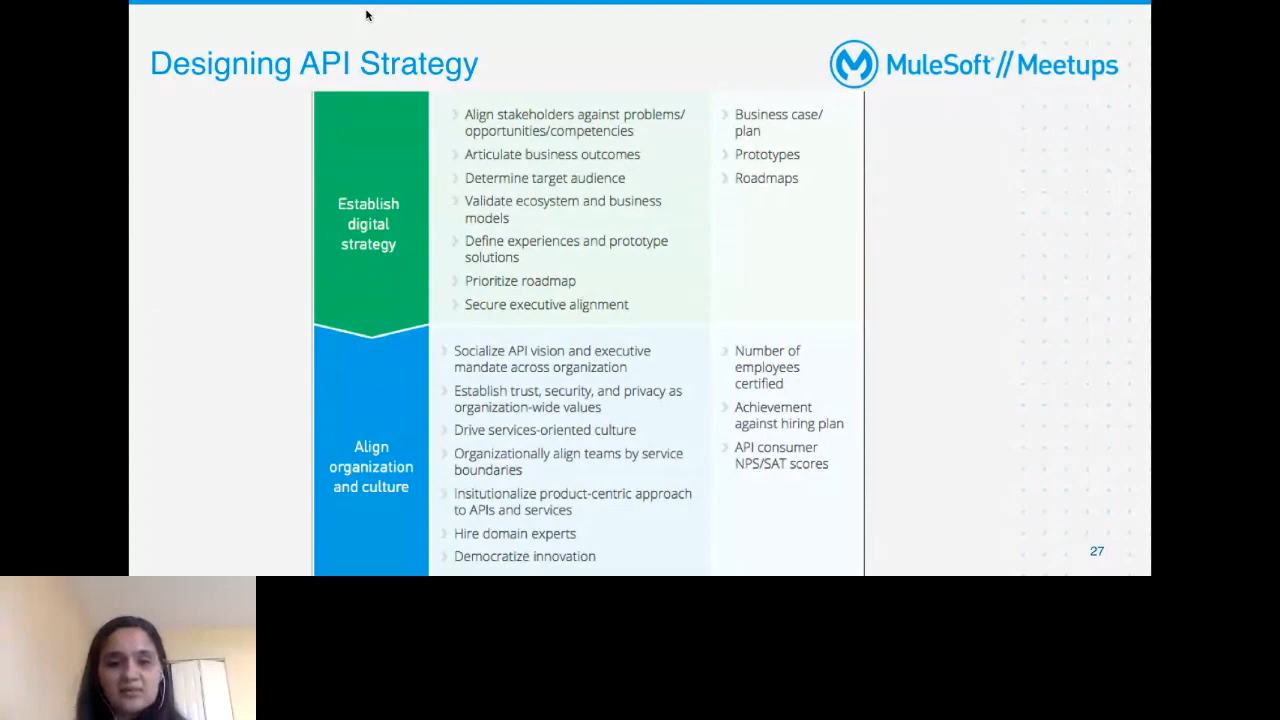 Designing API Strategy
MuleSoft // Meetups
Establish
digital
strategy
Align stakeholders against problems/
opportunities/competencies
Articulate business outcomes
Determine target audience
Validate ecosystem and business
models
Define experiences and prototype
solutions
Prioritize roadmap
Secure executive alignment
Business case/
plan
Prototypes
Roadmaps
Align
organization
and culture
Socialize API vision and executive
mandate across organization
Establish trust, security, and privacy as
organization-wide values
Drive services-oriented culture
Organizationally align teams by service
boundaries
Insitutionalize product-centric approach
to APIs and services
Hire domain experts
Democratize innovation
Number of
employees
certified
Achievement
against hiring plan
API consumer
NPS/SAT scores
27